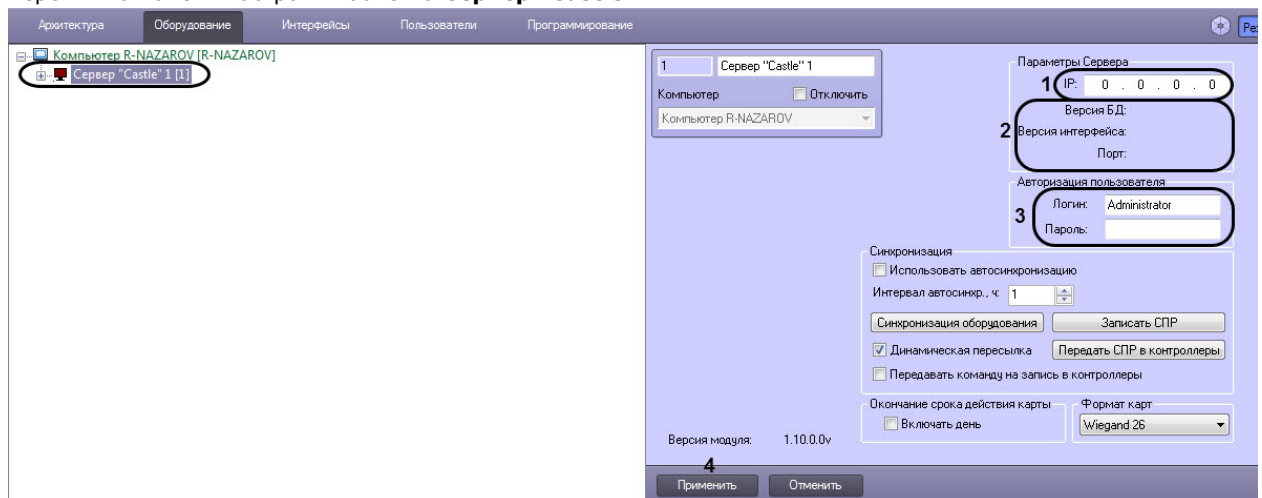 Архитектура Оборудование Интерфейсы Пользователи Программирование
Компьютер R-NAZAROV [R-NAZAROV]
Сервер "Castle" 1 [1]
1 Сервер "Castle" 1
Компьютер Отключить
Компьютер R-NAZAROV
Параметры Сервера
1 IP: 0 . 0 . 0 . 0
2
Версия БД:
Версия интерфейса:
Порт:
Авторизация пользователя
3
Логин: Administrator
Пароль:
Синхронизация
Использовать автосинхронизацию
Интервал автосинхр., ч: 1
Синхронизация оборудования Записать СПР
Динамическая пересылка Передать СПР в контроллеры
Передавать команду на запись в контроллеры
Окончание срока действия карты Формат карт
Включать день Wiegand 26
Версия модуля: 1.10.0.0v
4
Применить Отменить